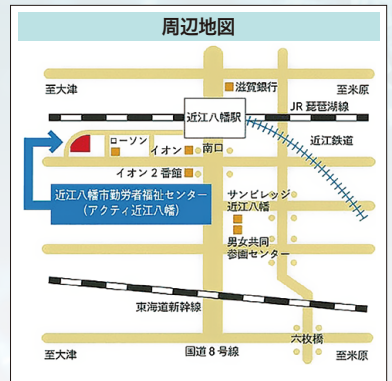 周辺地図
滋賀銀行
至大津
至米原
JR 琵琶湖線
近江八幡駅
近江鉄道
ローソン
イオン
南口
イオン2番館
近江八幡市勤労者福祉センター
(アクティ近江八幡)
サンビレッジ
近江八幡
男女共同
参画センター
東海道新幹線
六枚橋
至大津
国道8号線
至米原